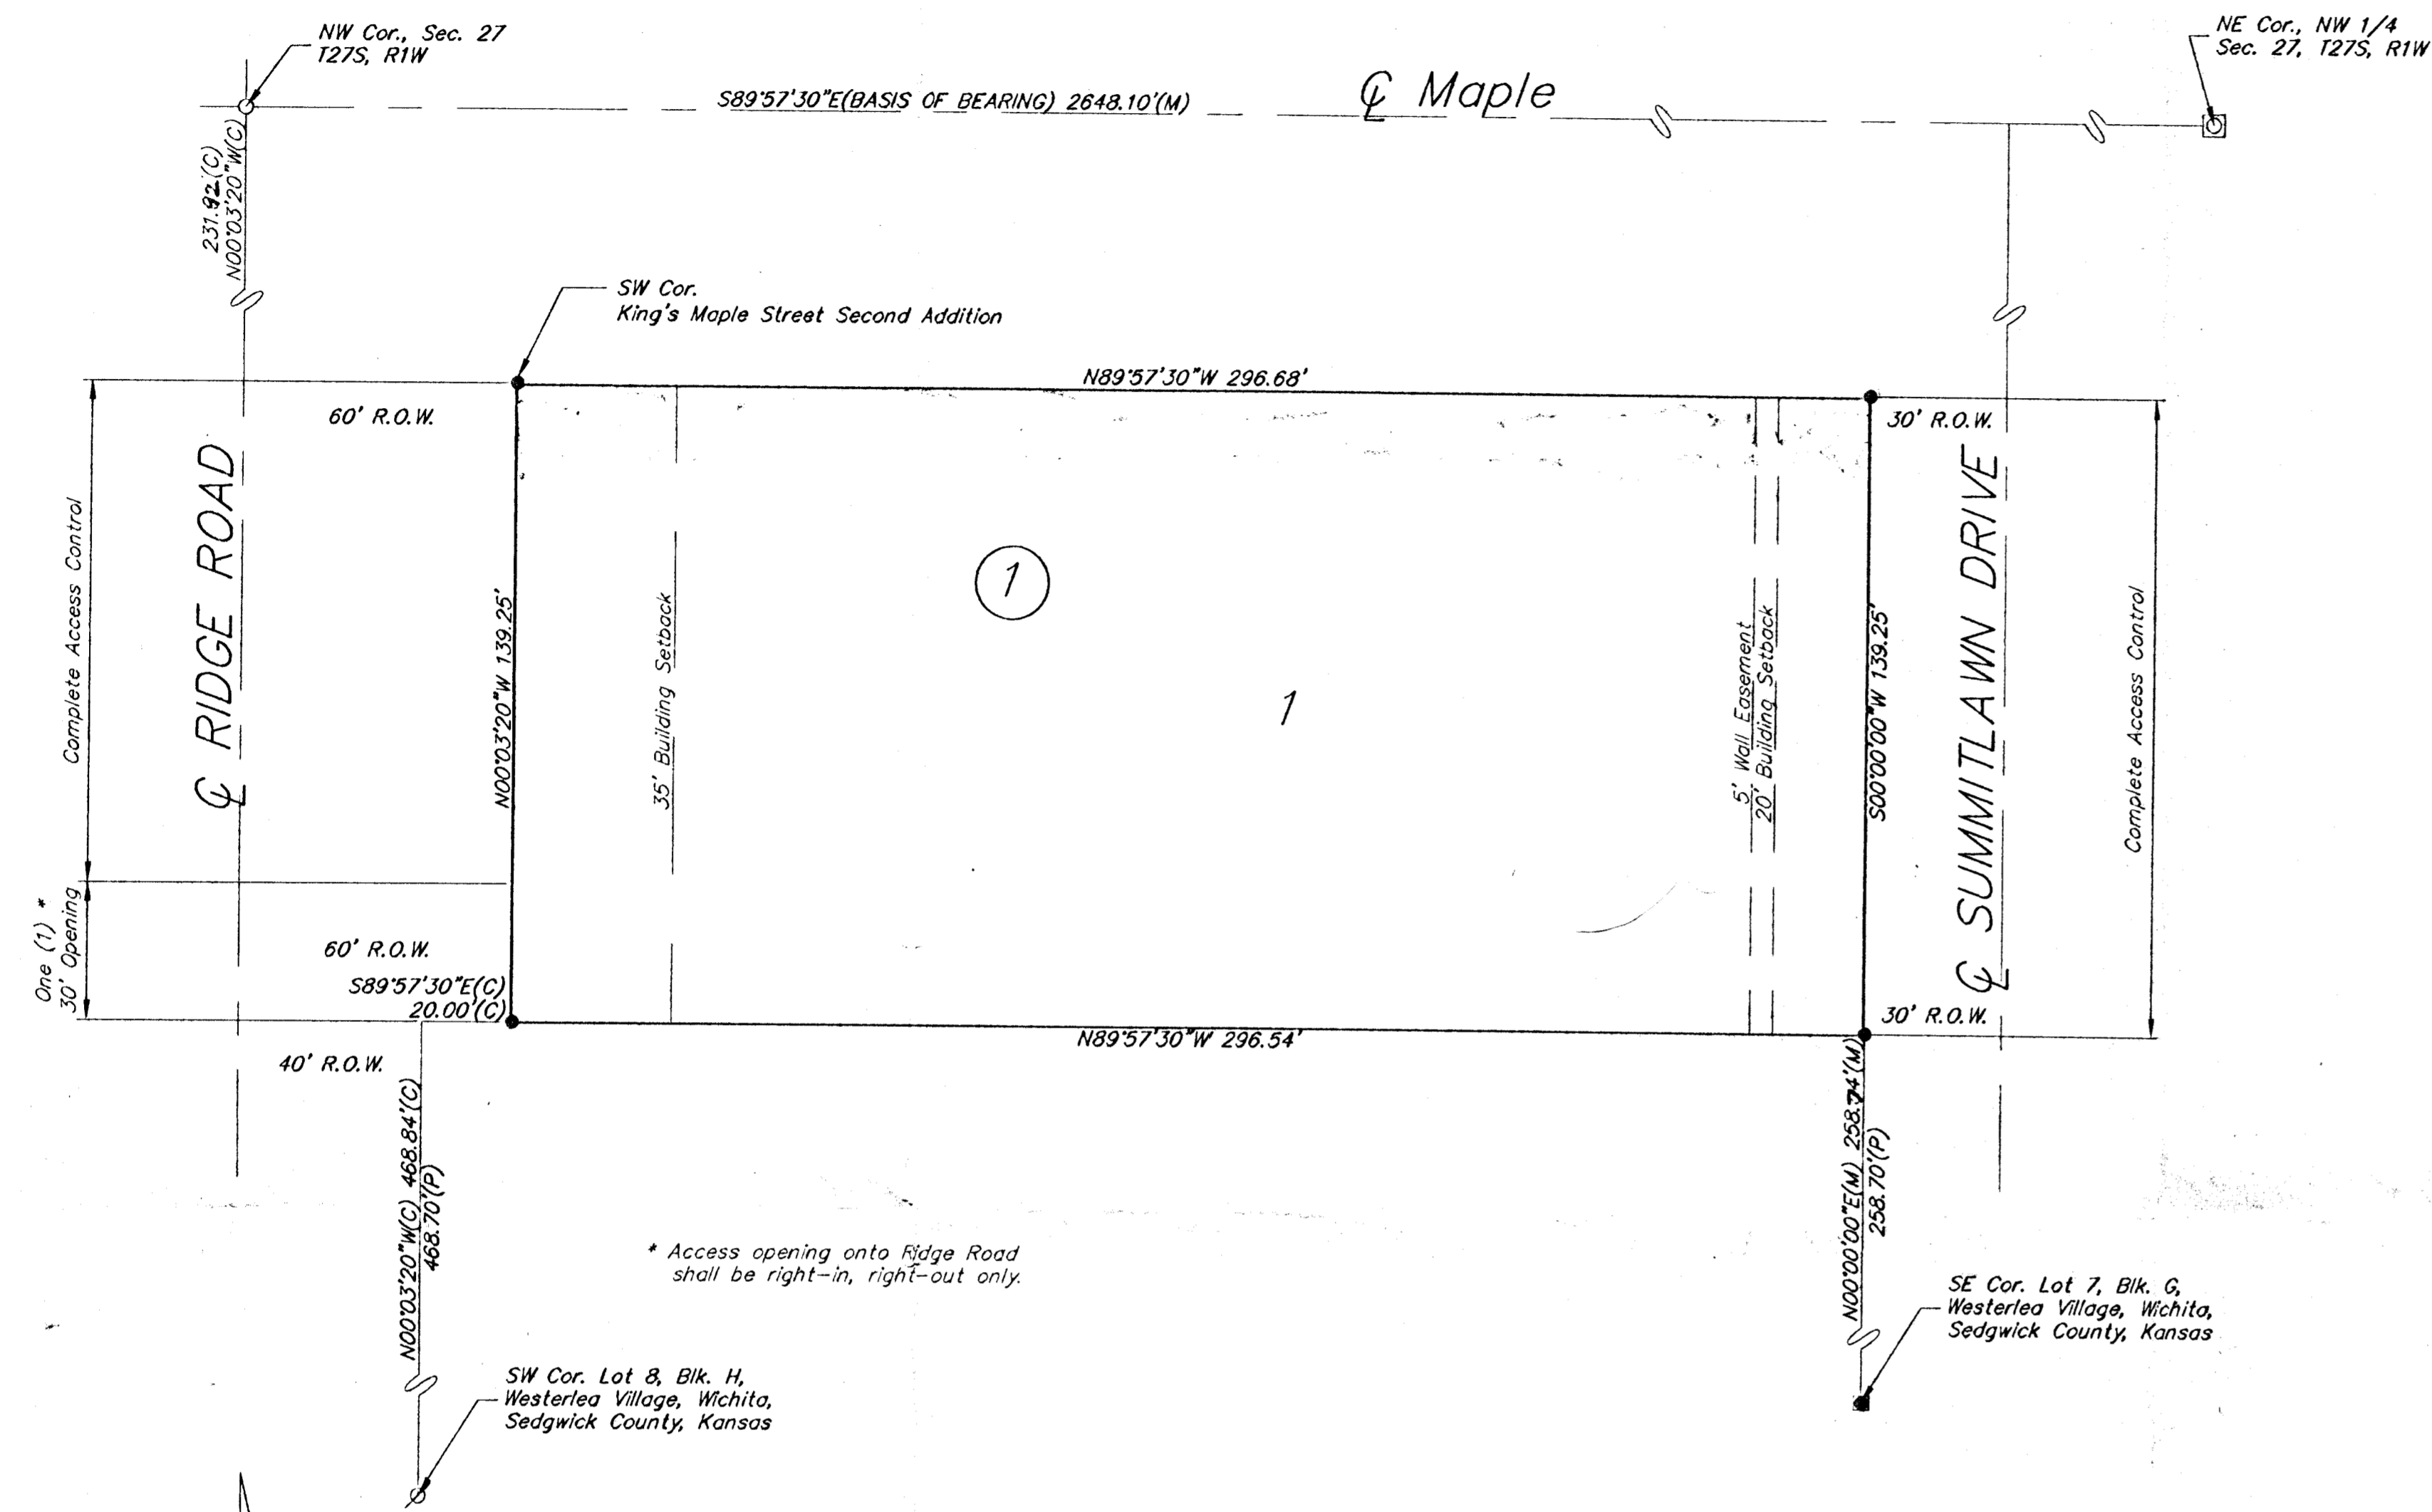 NW Cor., Sec. 27
T27S, R1W
NE Cor., NW 1/4
Sec. 27, T27S, R1W
S89°57'30"E(BASIS OF BEARING) 2648.10'(M)
℄ Maple
231.92'(C)
N00°03'20"W(C)
SW Cor.
King's Maple Street Second Addition
N89°57'30"W 296.68'
60' R.O.W.
30' R.O.W.
Complete Access Control
℄ RIDGE ROAD
N00°03'20"W 139.25'
35' Building Setback
1
1
5' Wall Easement
20' Building Setback
S00°00'00"W 139.25'
℄ SUMMITLAWN DRIVE
Complete Access Control
One (1) *
30' Opening
60' R.O.W.
S89°57'30"E(C)
20.00'(C)
30' R.O.W.
N89°57'30"W 296.54'
40' R.O.W.
N00°03'20"W(C) 468.84'(C)
468.70'(P)
N00°00'00"E(M) 258.74'(M)
258.70'(P)
* Access opening onto Ridge Road
shall be right-in, right-out only.
SE Cor. Lot 7, Blk. G,
Westerlea Village, Wichita,
Sedgwick County, Kansas
SW Cor. Lot 8, Blk. H,
Westerlea Village, Wichita,
Sedgwick County, Kansas